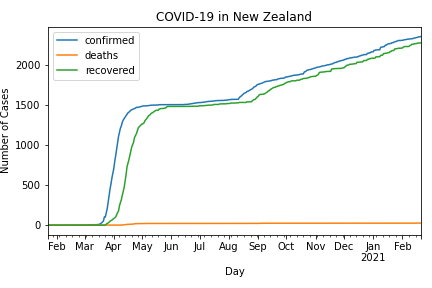 COVID-19 in New Zealand
confirmed
deaths
recovered
Number of Cases
2000
1500
1000
500
0
Feb Mar Apr May Jun Jul Aug Sep Oct Nov Dec Jan Feb
2021
Day